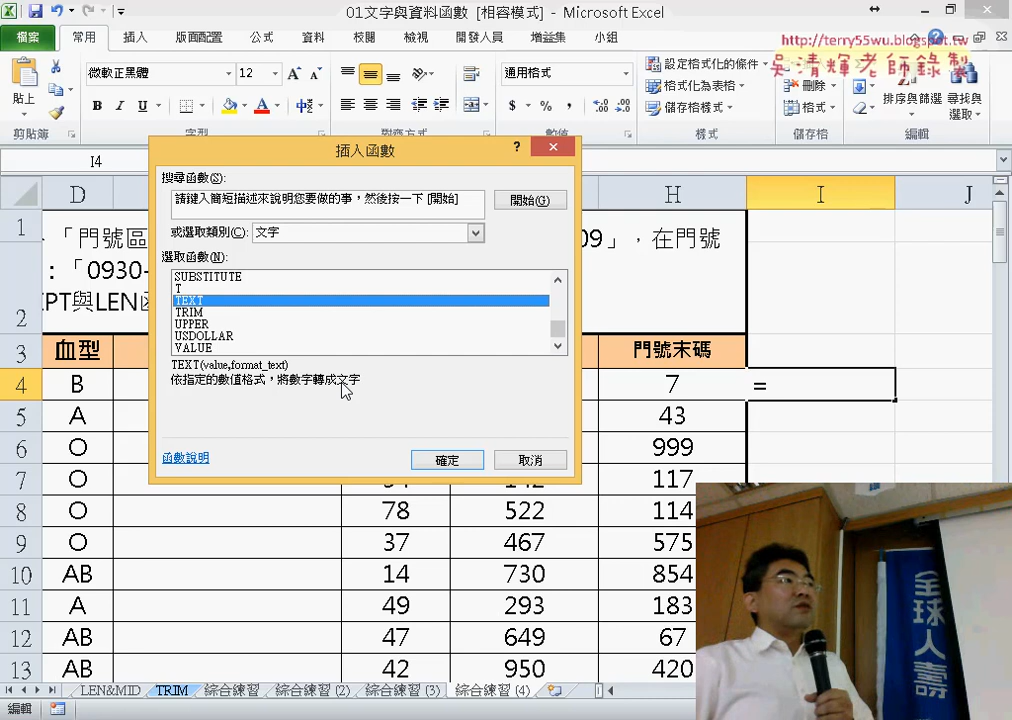 01文字與資料函數 [相容模式] - Microsoft Excel
檔案 常用 插入 版面配置 公式 資料 校閱 檢視 開發人員 增益集 小組
http://terry55wu.blogspot.tw
吳清輝老師錄製
貼上
微軟正黑體 12
B I U A 中
通用格式
$ % ,
設定格式化的條件
格式化為表格
儲存格樣式
刪除
格式
排序與篩選 尋找與選取
剪貼簿 字型 對齊方式 數值 樣式 儲存格 編輯
I4
D H I J
插入函數
搜尋函數(S):
請鍵入簡短描述來說明您要做的事，然後按一下 [開始]
開始(G)
或選取類別(C): 文字
選取函數(N):
SUBSTITUTE
T
TEXT
TRIM
UPPER
USDOLLAR
VALUE
TEXT(value,format_text)
依指定的數值格式，將數字轉成文字
函數說明
確定 取消
1 、「門號區 09」，在門號
：「0930-
2 PT與LEN
3 血型 門號末碼
4 B 7 =
5 A 43
6 O 999
7 O 117
8 O 78 522 114
9 O 37 467 575
10 AB 14 730 854
11 A 49 293 183
12 AB 47 649 67
13 AB 42 950 420
全球人壽
LEN&MID TRIM 綜合練習 綜合練習 (2) 綜合練習 (3) 綜合練習 (4)
編輯